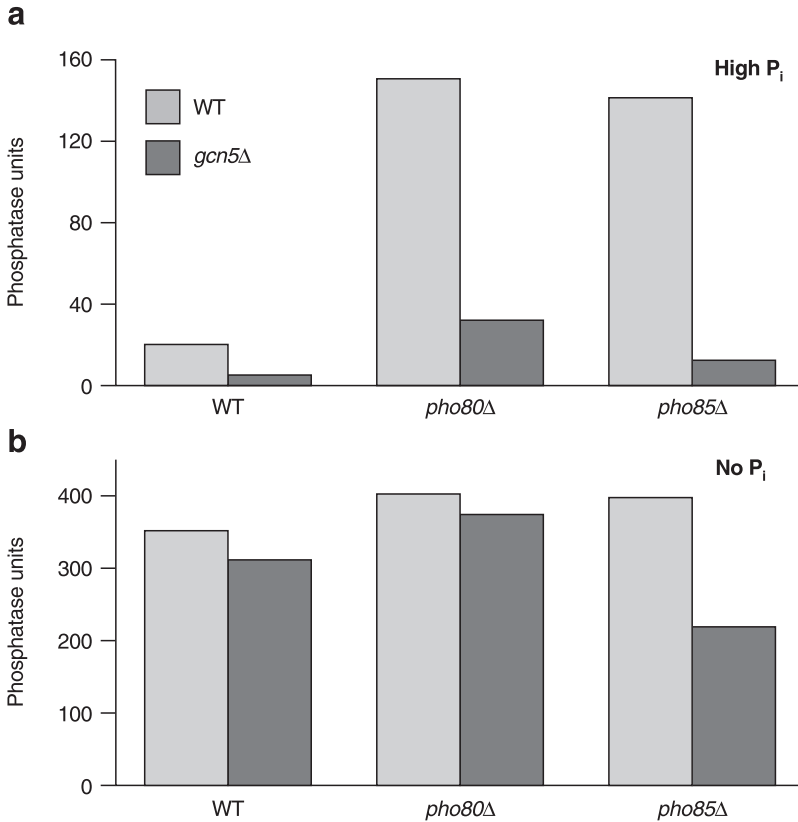 a
High Pi
160
120
80
40
0
Phosphatase units
WT
gcn5Δ
WT pho80Δ pho85Δ
b
No Pi
400
300
200
100
0
Phosphatase units
WT pho80Δ pho85Δ